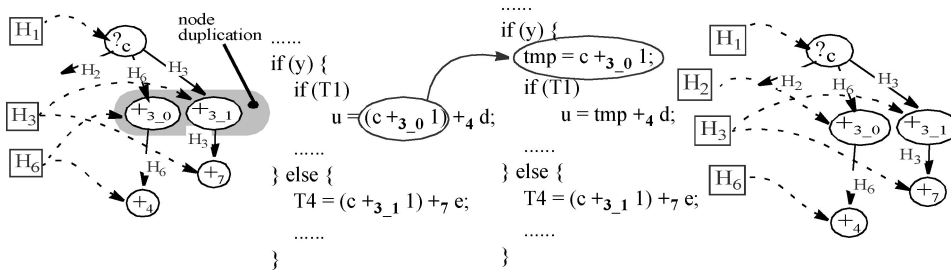 H1
?c
node
duplication
H2
H6
H3
H3
+3_0
+3_1
H6
H3
H6
+7
+4
......
if (y) {
if (T1)
u = (c +3_0 1) +4 d;
......
} else {
T4 = (c +3_1 1) +7 e;
......
}
......
if (y) {
tmp = c +3_0 1;
if (T1)
u = tmp +4 d;
......
} else {
T4 = (c +3_1 1) +7 e;
......
}
H1
?c
H2
H2
H6
H3
H3
+3_0
+3_1
H6
H6
H3
+7
+4